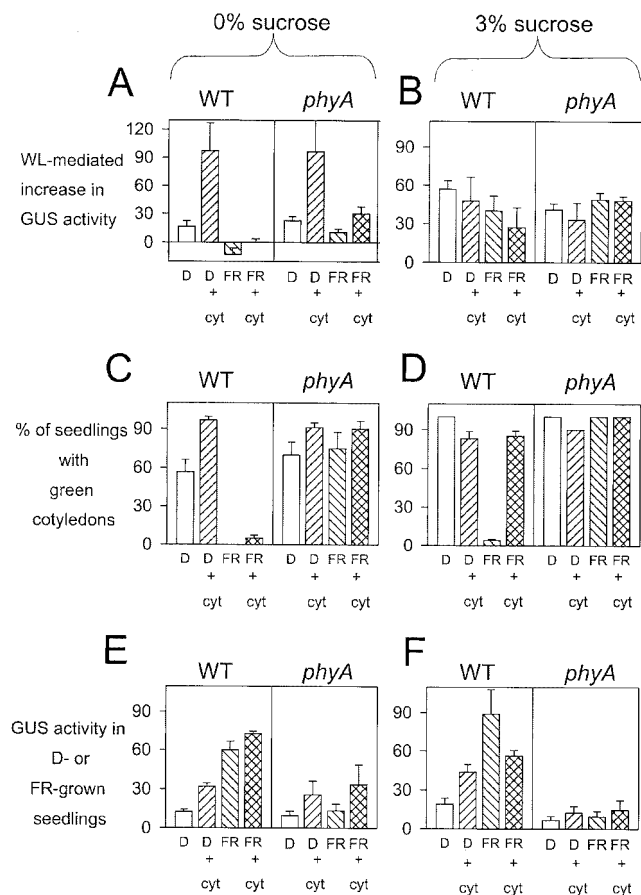 0% sucrose
3% sucrose
A
WT
phyA
B
WT
phyA
WL-mediated
increase in
GUS activity
120
90
60
30
0
90
60
30
0
D D FR FR D D FR FR
+ + + +
cyt cyt cyt cyt
D D FR FR D D FR FR
+ + + +
cyt cyt cyt cyt
C
WT
phyA
D
WT
phyA
% of seedlings
with
green
cotyledons
90
60
30
0
90
60
30
0
D D FR FR D D FR FR
+ + + +
cyt cyt cyt cyt
D D FR FR D D FR FR
+ + + +
cyt cyt cyt cyt
E
WT
phyA
F
WT
phyA
GUS activity in
D- or
FR-grown
seedlings
90
60
30
0
90
60
30
0
D D FR FR D D FR FR
+ + + +
cyt cyt cyt cyt
D D FR FR D D FR FR
+ + + +
cyt cyt cyt cyt